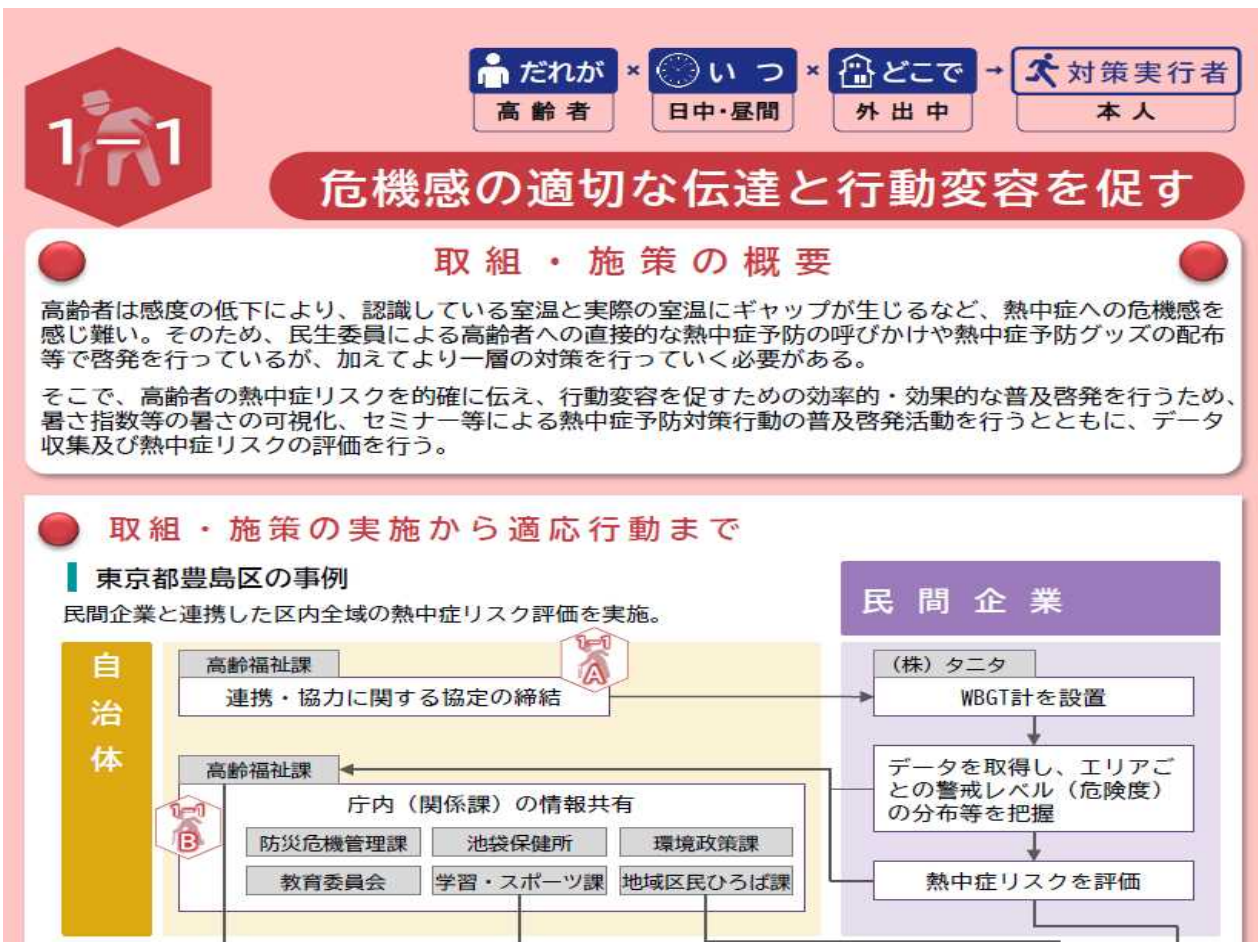 1-1
だれが × いつ × どこで → 対策実行者
高齢者 日中・昼間 外出中 本人
危機感の適切な伝達と行動変容を促す
取組・施策の概要
高齢者は感度の低下により、認識している室温と実際の室温にギャップが生じるなど、熱中症への危機感を
感じ難い。そのため、民生委員による高齢者への直接的な熱中症予防の呼びかけや熱中症予防グッズの配布
等で啓発を行っているが、加えてより一層の対策を行っていく必要がある。
そこで、高齢者の熱中症リスクを的確に伝え、行動変容を促すための効率的・効果的な普及啓発を行うため、
暑さ指数等の暑さの可視化、セミナー等による熱中症予防対策行動の普及啓発活動を行うとともに、データ
収集及び熱中症リスクの評価を行う。
取組・施策の実施から適応行動まで
東京都豊島区の事例
民間企業と連携した区内全域の熱中症リスク評価を実施。
民間企業
自治体
高齢福祉課
1-1
A
連携・協力に関する協定の締結
(株)タニタ
WBGT計を設置
データを取得し、エリアご
との警戒レベル(危険度)
の分布等を把握
熱中症リスクを評価
高齢福祉課
1-1
B
庁内(関係課)の情報共有
防災危機管理課 池袋保健所 環境政策課
教育委員会 学習・スポーツ課 地域区民ひろば課